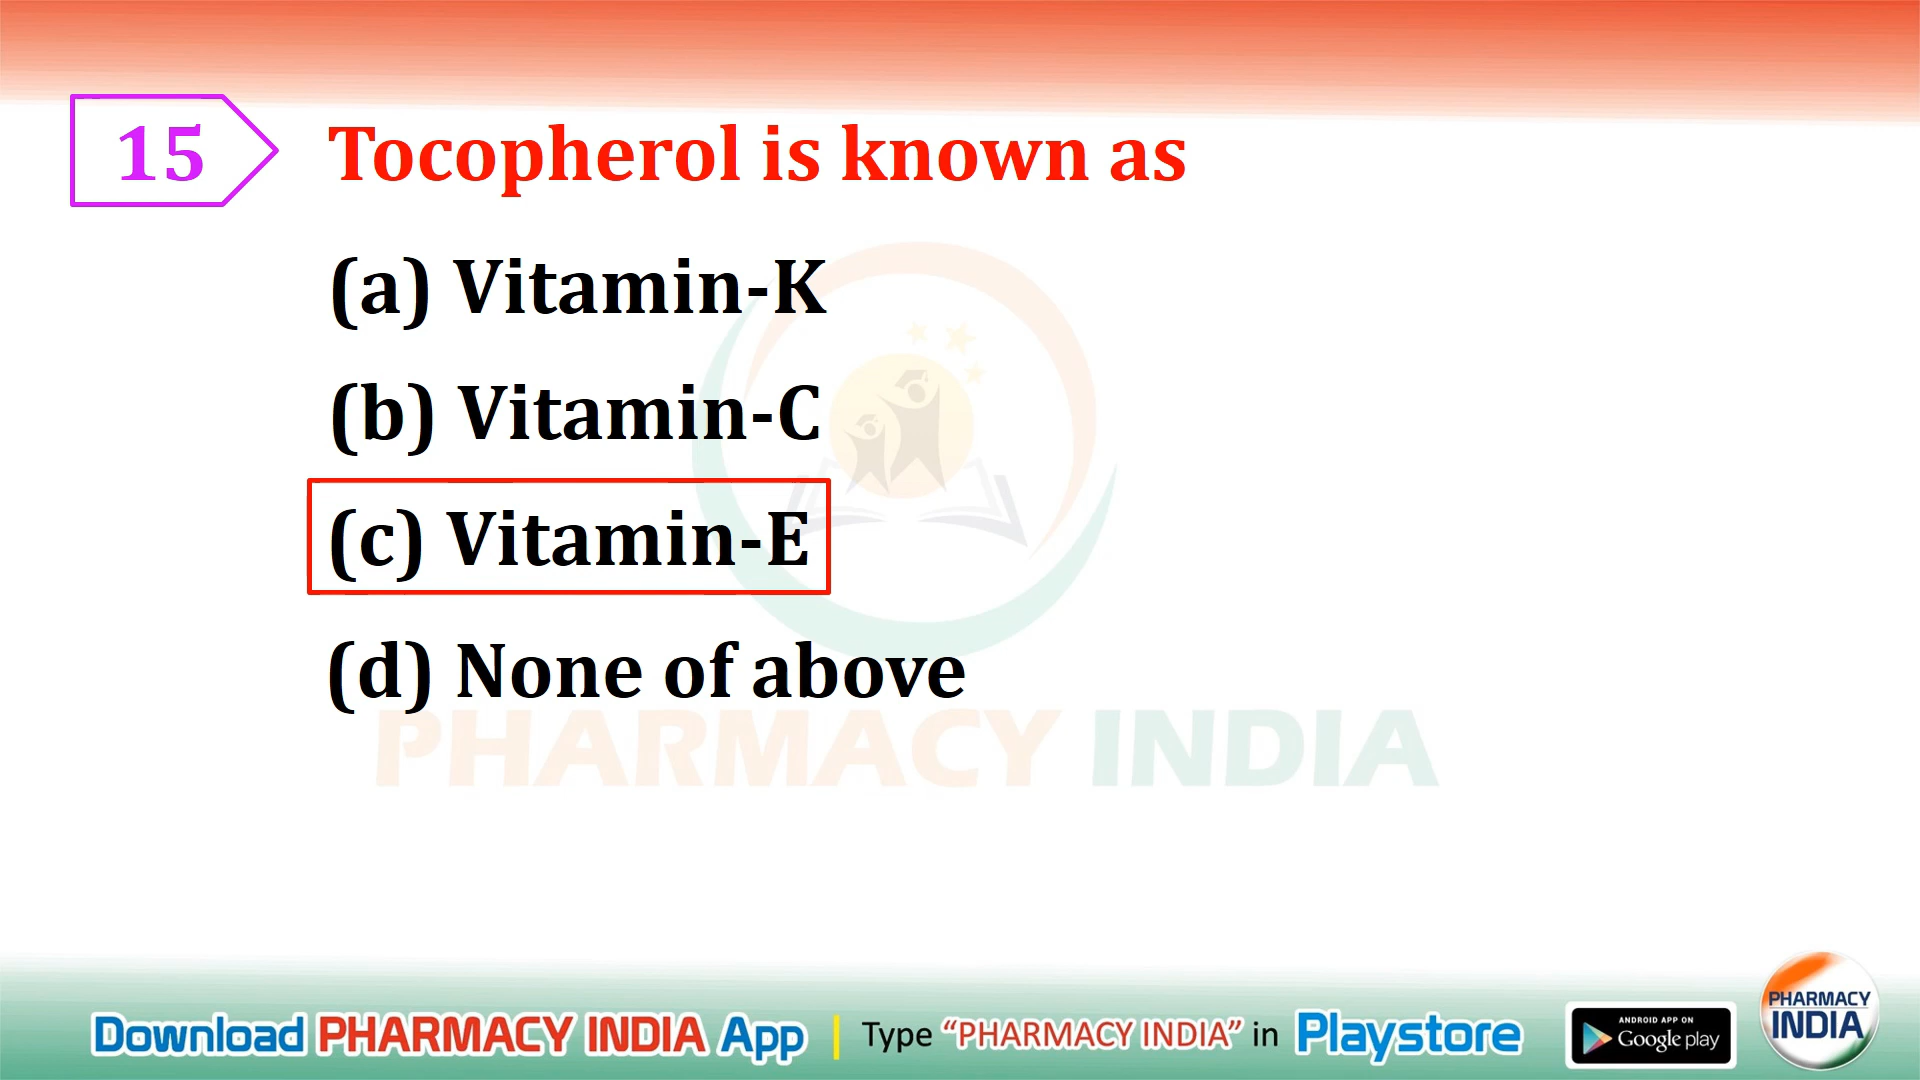 15 Tocopherol is known as
(a) Vitamin-K
(b) Vitamin-C
(c) Vitamin-E
(d) None of above
PHARMACY INDIA
Download PHARMACY INDIA App | Type “PHARMACY INDIA” in Playstore
ANDROID APP ON
Google play
PHARMACY
INDIA